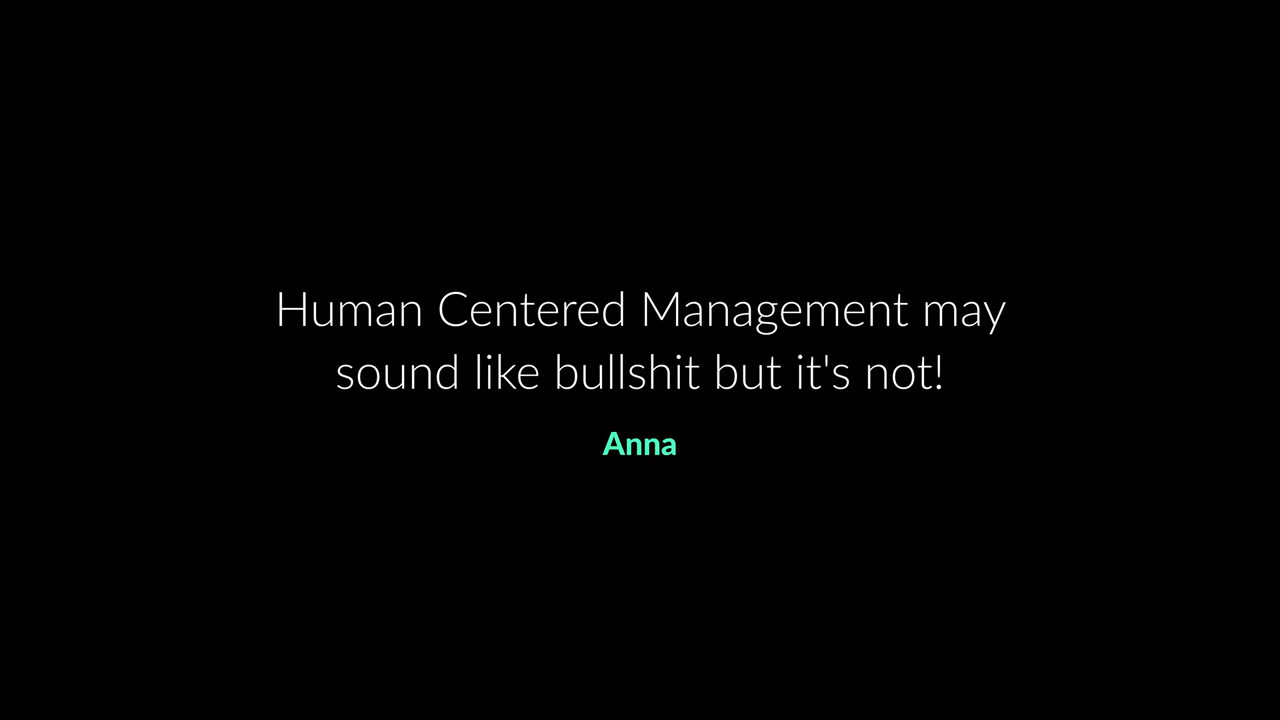 Human Centered Management may
sound like bullshit but it's not!
Anna